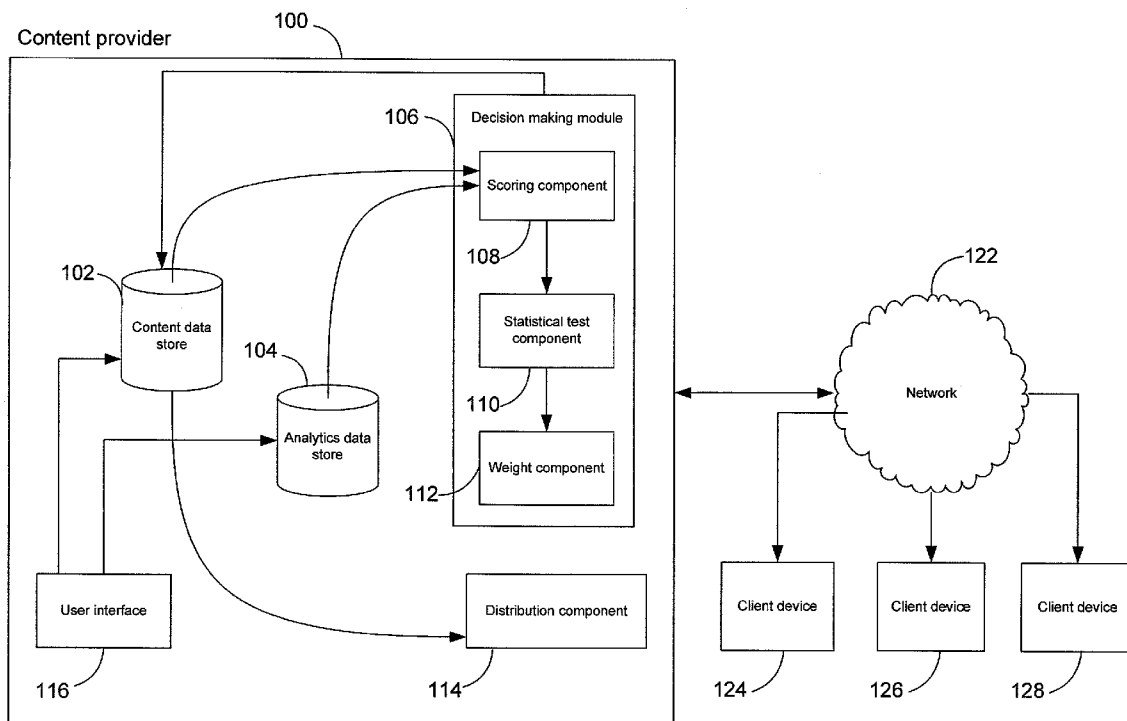 Content provider
100
106
Decision making module
Scoring component
108
102
Content data
store
104
Statistical test
component
110
Analytics data
store
112
Weight component
User interface
116
Distribution component
114
122
Network
Client device
124
Client device
126
Client device
128